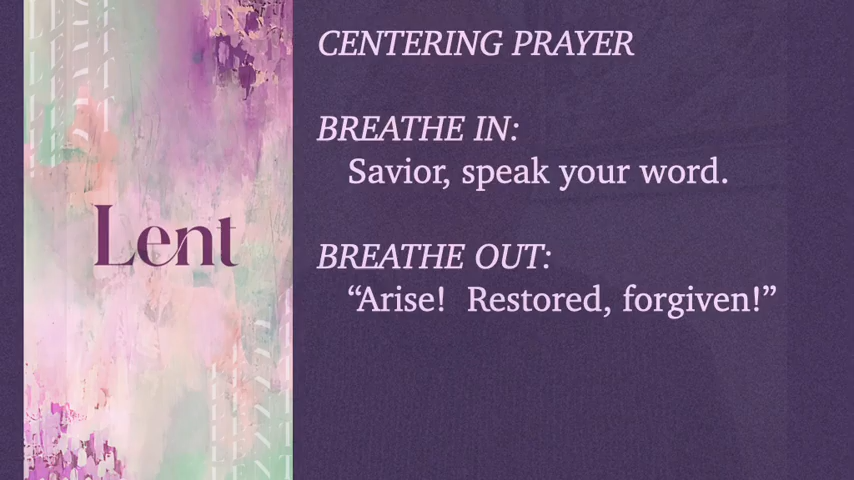 Lent
CENTERING PRAYER
BREATHE IN:
Savior, speak your word.
BREATHE OUT:
“Arise!  Restored, forgiven!”